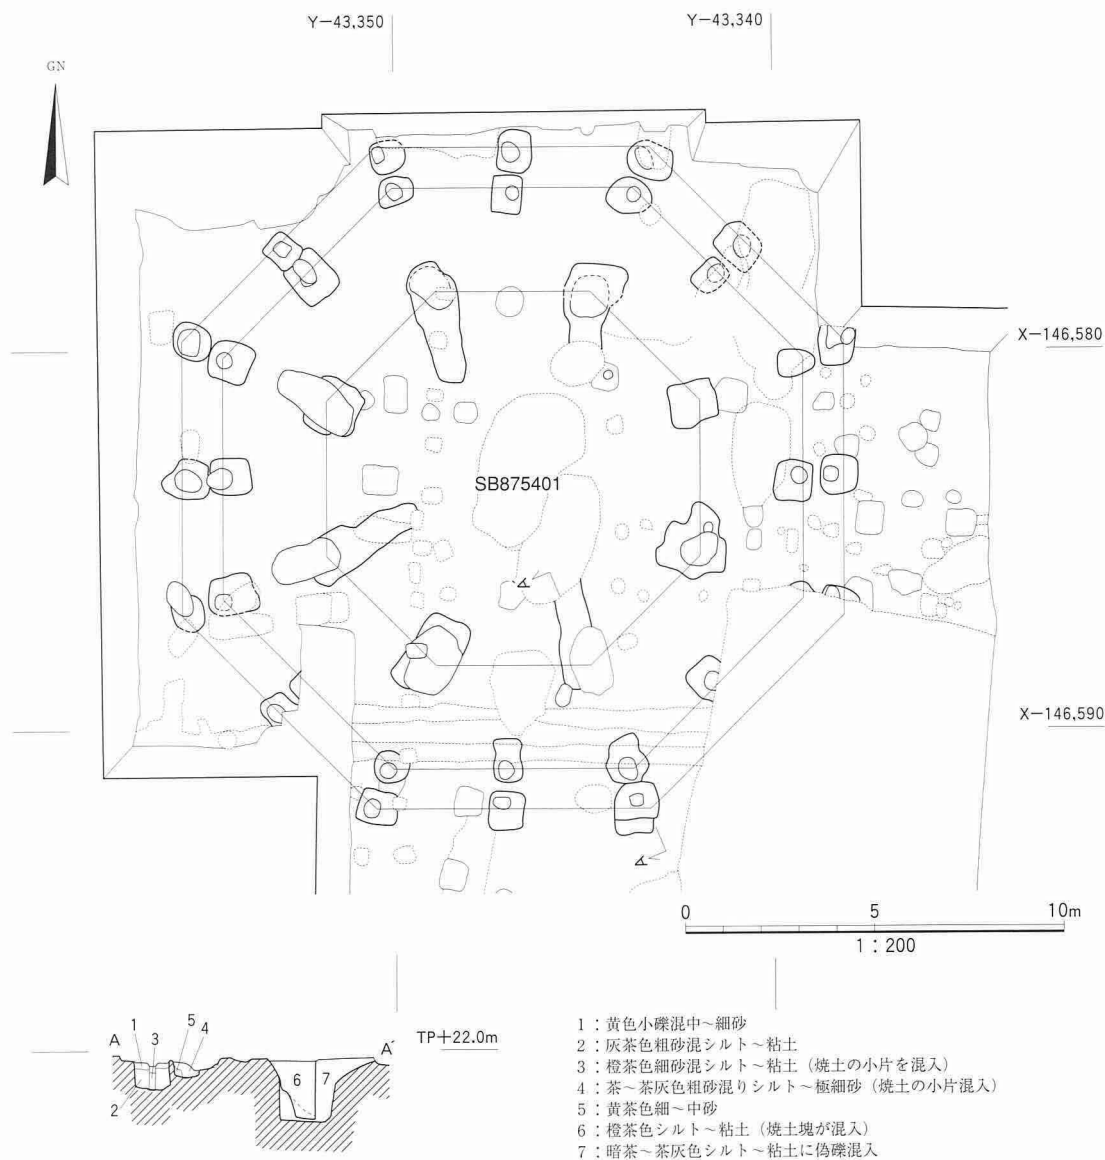 Y−43,350
Y−43,340
GN
X−146,580
SB875401
X−146,590
0 5 10m
1：200
A 1 3 5 4 A′ TP+22.0m
6 7
2
1：黄色小礫混中～細砂
2：灰茶色粗砂混シルト～粘土
3：橙茶色細砂混シルト～粘土（焼土の小片を混入）
4：茶～茶灰色粗砂混りシルト～極細砂（焼土の小片混入）
5：黄茶色細～中砂
6：橙茶色シルト～粘土（焼土塊が混入）
7：暗茶～茶灰色シルト～粘土に偽礫混入